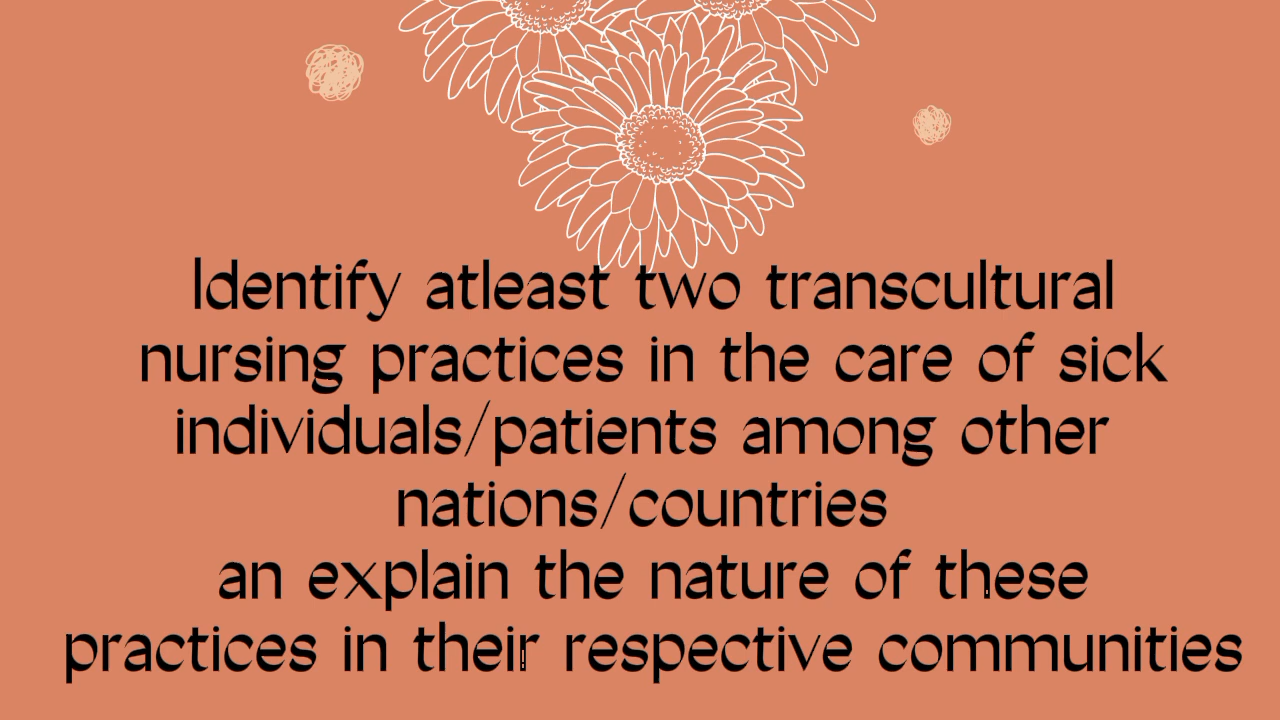 Identify atleast two transcultural
nursing practices in the care of sick
individuals/patients among other
nations/countries
an explain the nature of these
practices in their respective communities